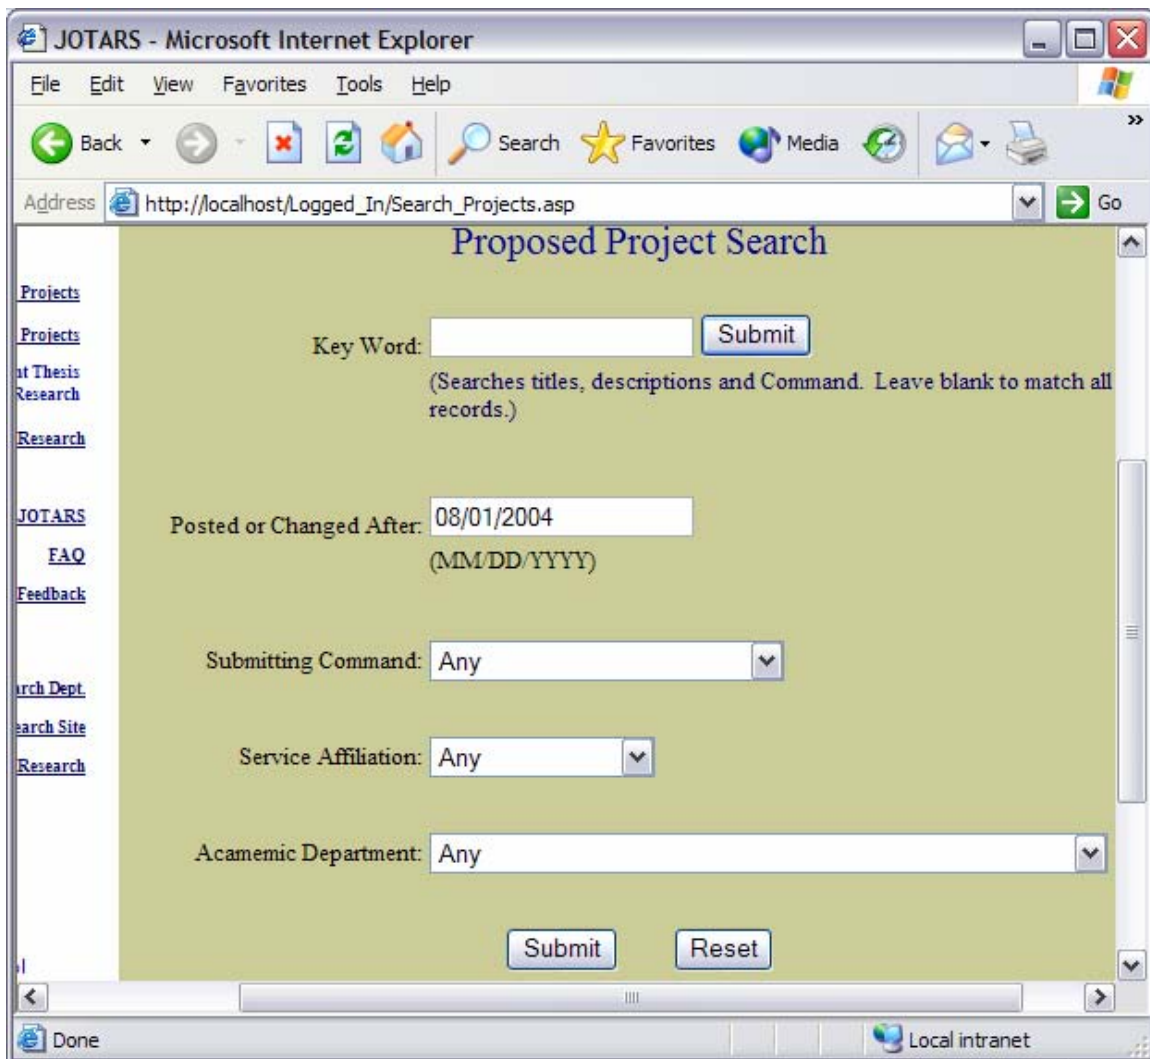 JOTARS - Microsoft Internet Explorer
File Edit View Favorites Tools Help
Back Search Favorites Media »
Address http://localhost/Logged_In/Search_Projects.asp Go
Proposed Project Search
Projects
Projects
Thesis
Research
Research
JOTARS
FAQ
Feedback
Dept.
Site
Research
Key Word: Submit
(Searches titles, descriptions and Command. Leave blank to match all
records.)
Posted or Changed After: 08/01/2004
(MM/DD/YYYY)
Submitting Command: Any
Service Affiliation: Any
Acamemic Department: Any
Submit Reset
Done Local intranet